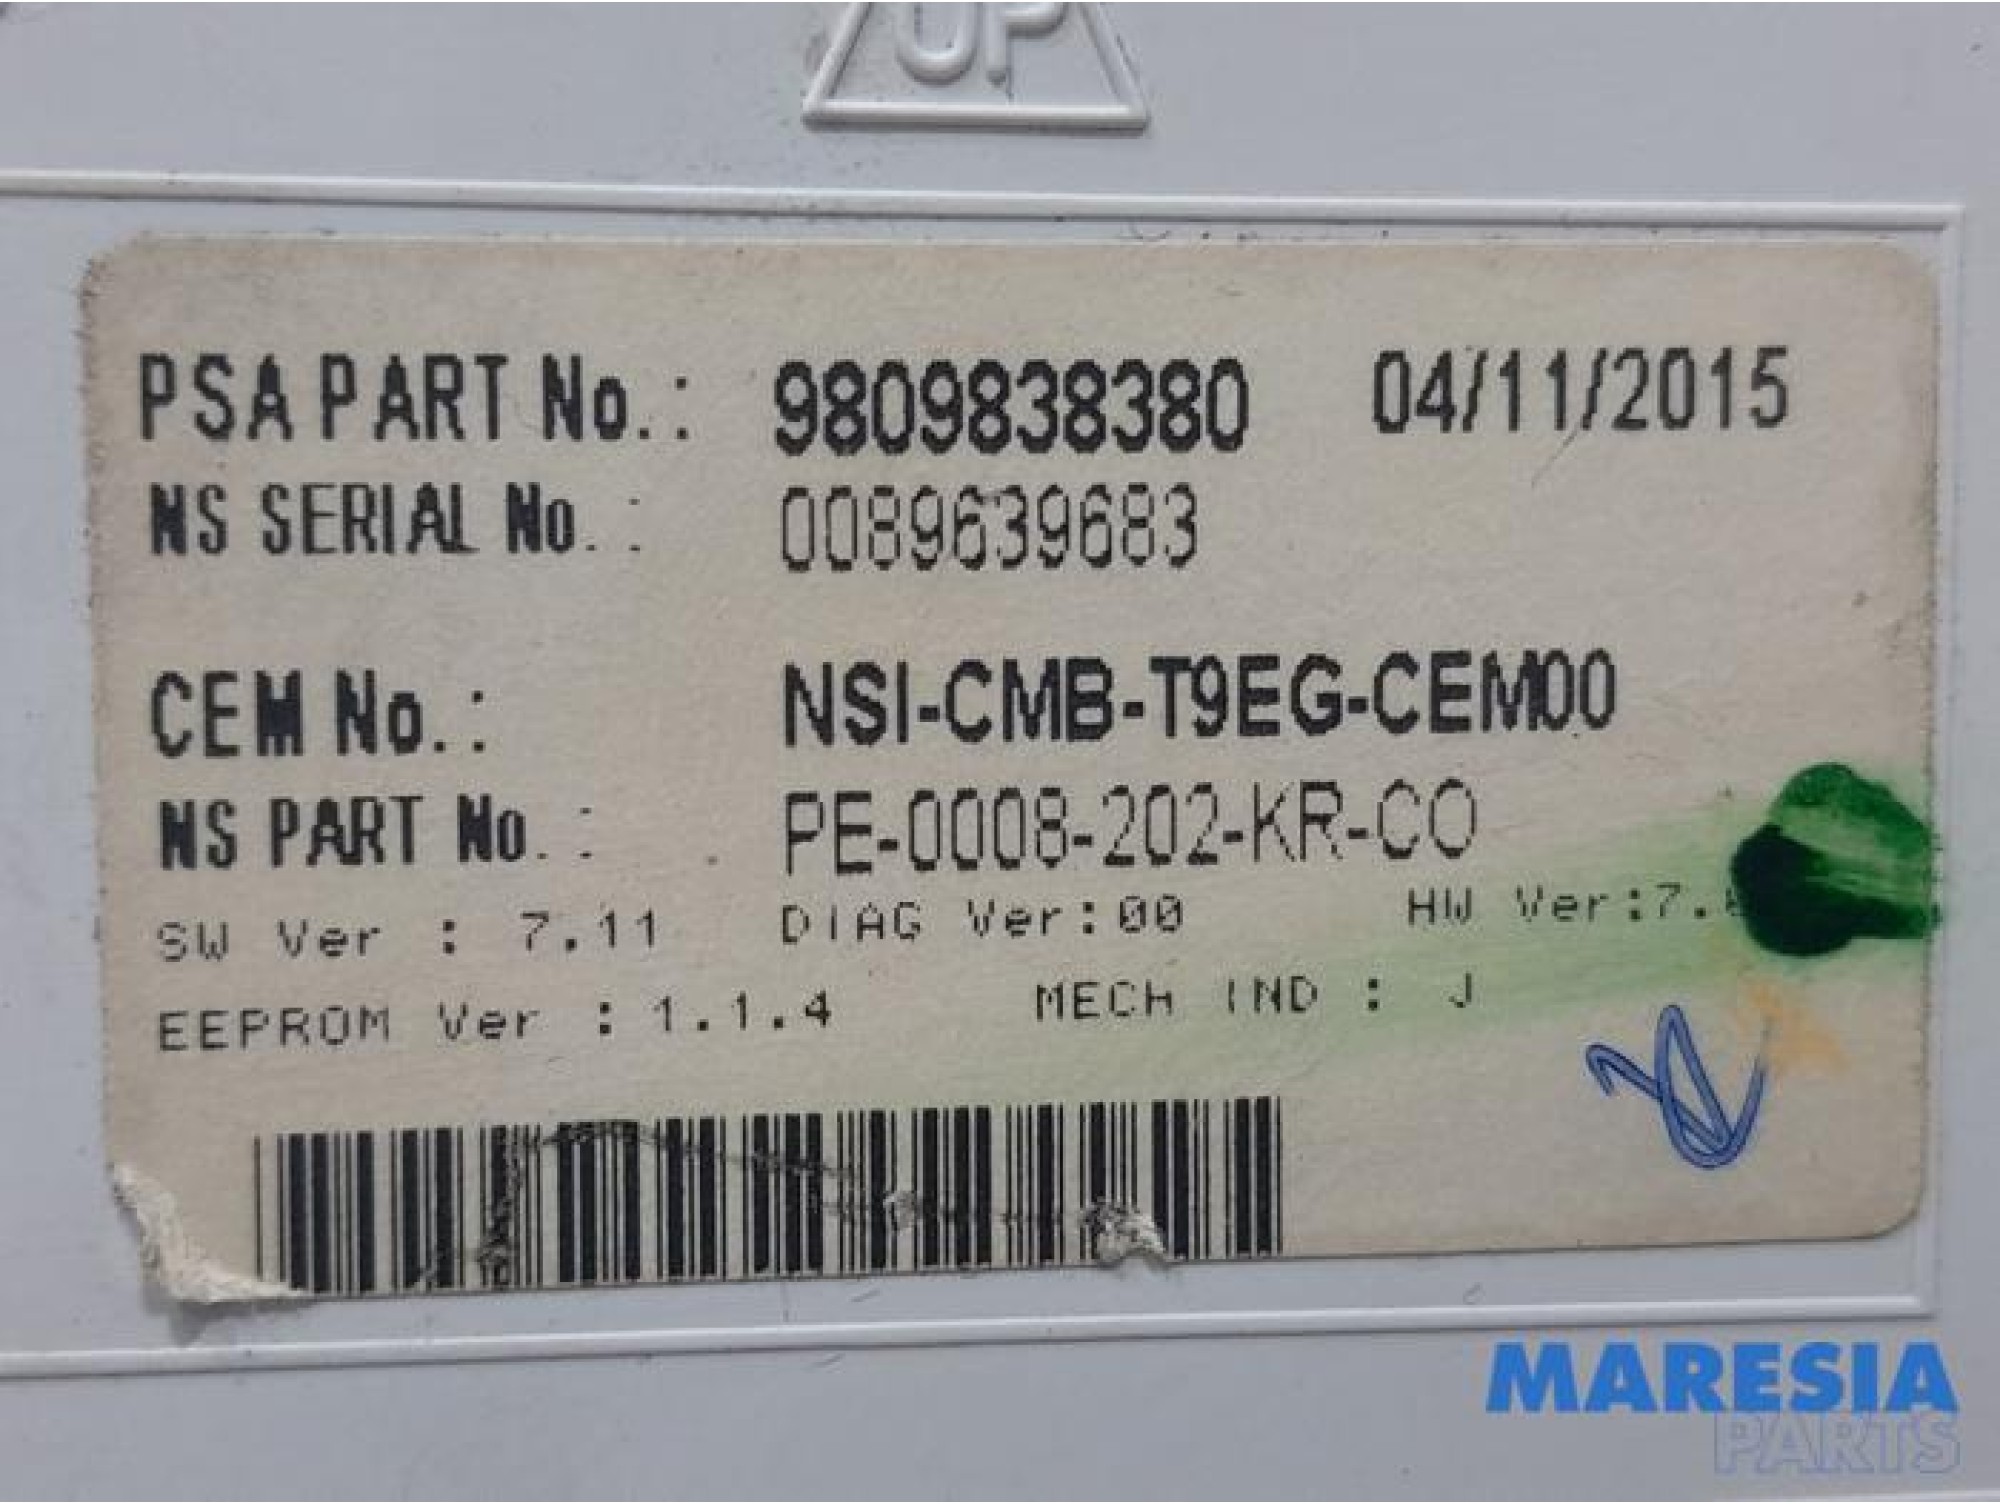 UP
PSA PART No.: 9809838380 04/11/2015
NS SERIAL No. : 0089639683
CEM No.: NSI-CMB-T9EG-CEM00
NS PART No. : PE-0008-202-KR-CO
SW Ver : 7.11 DIAG Ver:00 HW Ver:7.
EEPROM Ver : 1.1.4 MECH IND : J
MARESIA
PARTS